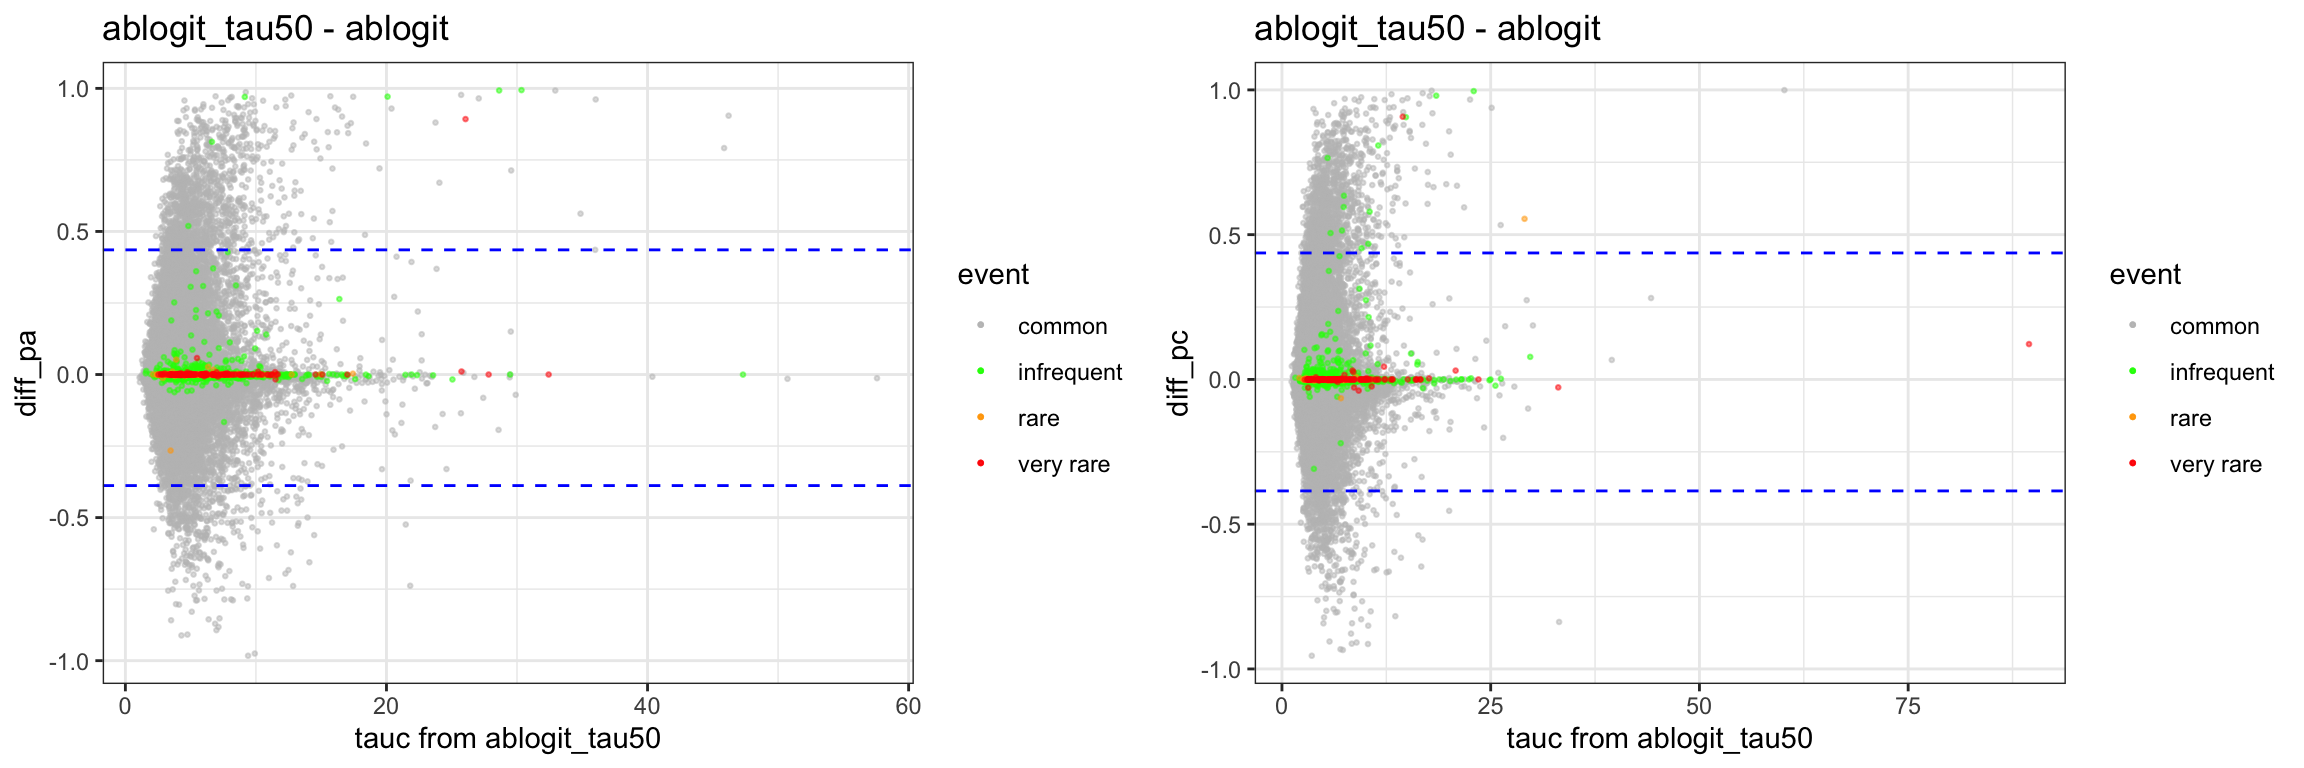 ablogit_tau50 - ablogit
1.0
0.5
0.0
-0.5
-1.0
diff_pa
0
20
40
60
tauc from ablogit_tau50
event
common
infrequent
rare
very rare
ablogit_tau50 - ablogit
1.0
0.5
0.0
-0.5
-1.0
diff_pc
0
25
50
75
tauc from ablogit_tau50
event
common
infrequent
rare
very rare